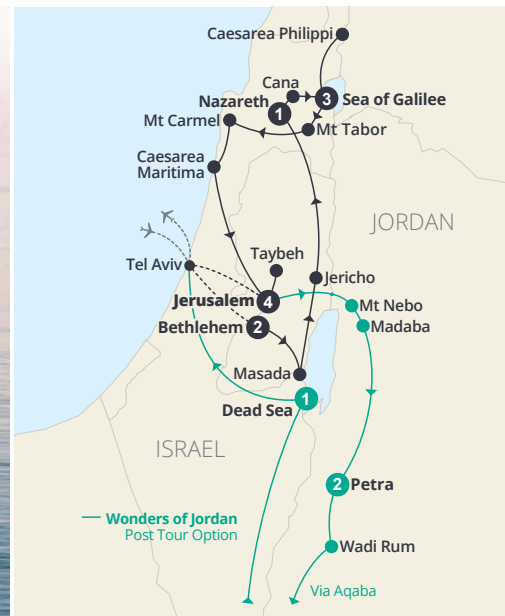 Caesarea Philippi
Cana
Nazareth
1
3
Sea of Galilee
Mt Carmel
Mt Tabor
Caesarea
Maritima
JORDAN
Taybeh
Tel Aviv
Jericho
Jerusalem
4
Mt Nebo
Bethlehem
2
Madaba
Masada
Dead Sea
1
ISRAEL
2
Petra
Wonders of Jordan
Post Tour Option
Wadi Rum
Via Aqaba